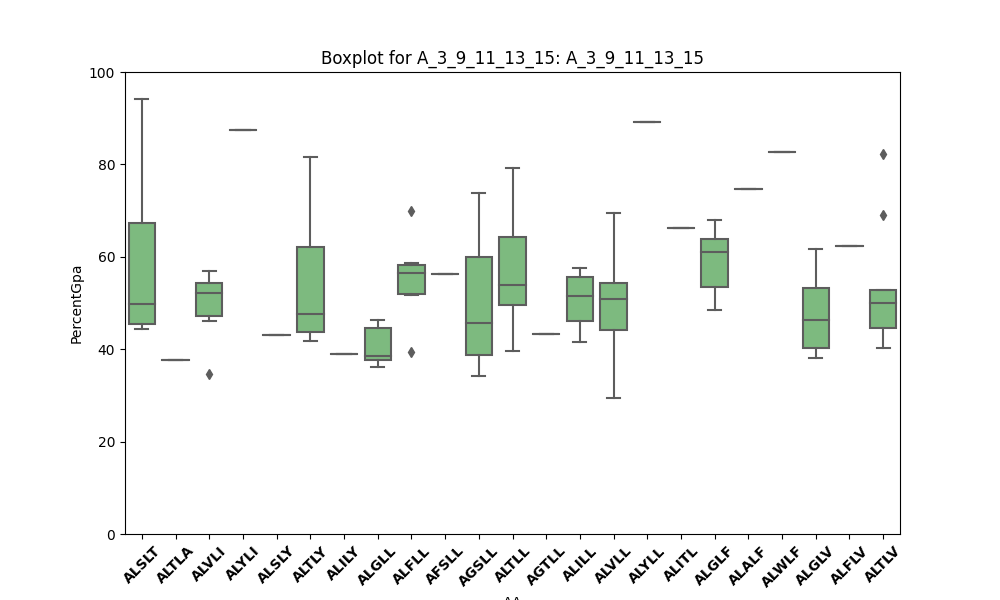 Boxplot for A_3_9_11_13_15: A_3_9_11_13_15
100
80
60
40
20
0
PercentGpa
ALSLT
ALTLA
ALVLI
ALYLI
ALSLY
ALTLY
ALILY
ALGLL
ALFLL
AFSLL
AGSLL
ALTLL
AGTLL
ALILL
ALVLL
ALYLL
ALITL
ALGLF
ALALF
ALWLF
ALGLV
ALFLV
ALTLV